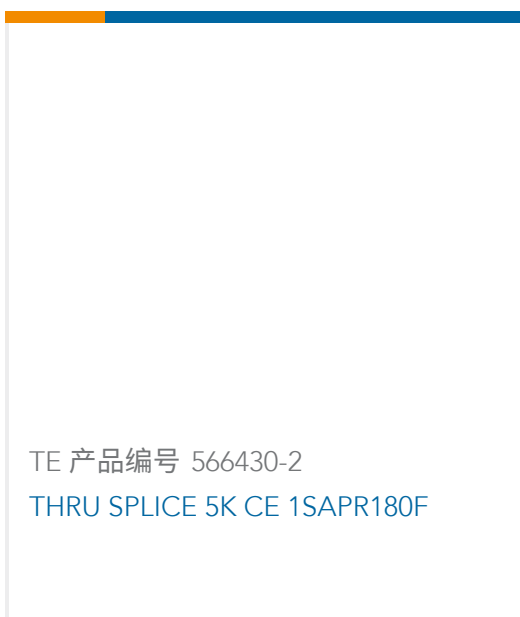 TE 产品编号 566430-2
THRU SPLICE 5K CE 1SAPR180F